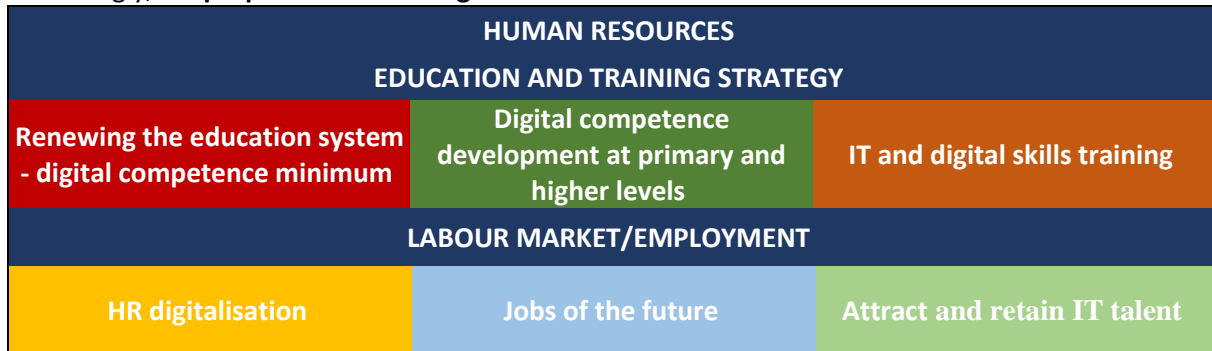 HUMAN RESOURCES
EDUCATION AND TRAINING STRATEGY
Renewing the education system
- digital competence minimum
Digital competence
development at primary and
higher levels
IT and digital skills training
LABOUR MARKET/EMPLOYMENT
HR digitalisation
Jobs of the future
Attract and retain IT talent